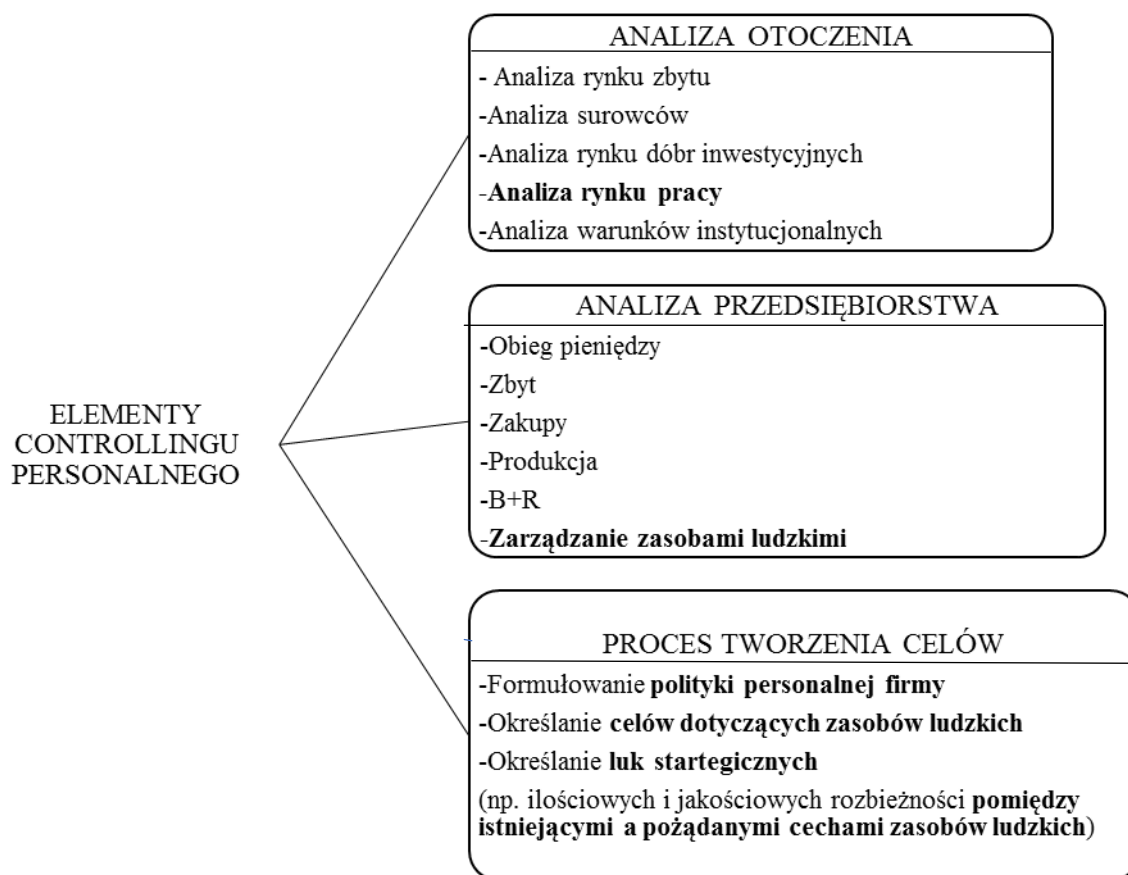 ANALIZA OTOCZENIA
- Analiza rynku zbytu
-Analiza surowców
-Analiza rynku dóbr inwestycyjnych
-Analiza rynku pracy
-Analiza warunków instytucjonalnych
ANALIZA PRZEDSIĘBIORSTWA
-Obieg pieniędzy
-Zbyt
-Zakupy
-Produkcja
-B+R
-Zarządzanie zasobami ludzkimi
ELEMENTY
CONTROLLINGU
PERSONALNEGO
PROCES TWORZENIA CELÓW
-Formułowanie polityki personalnej firmy
-Określanie celów dotyczących zasobów ludzkich
-Określanie luk startegicznych
(np. ilościowych i jakościowych rozbieżności pomiędzy
istniejącymi a pożądanymi cechami zasobów ludzkich)